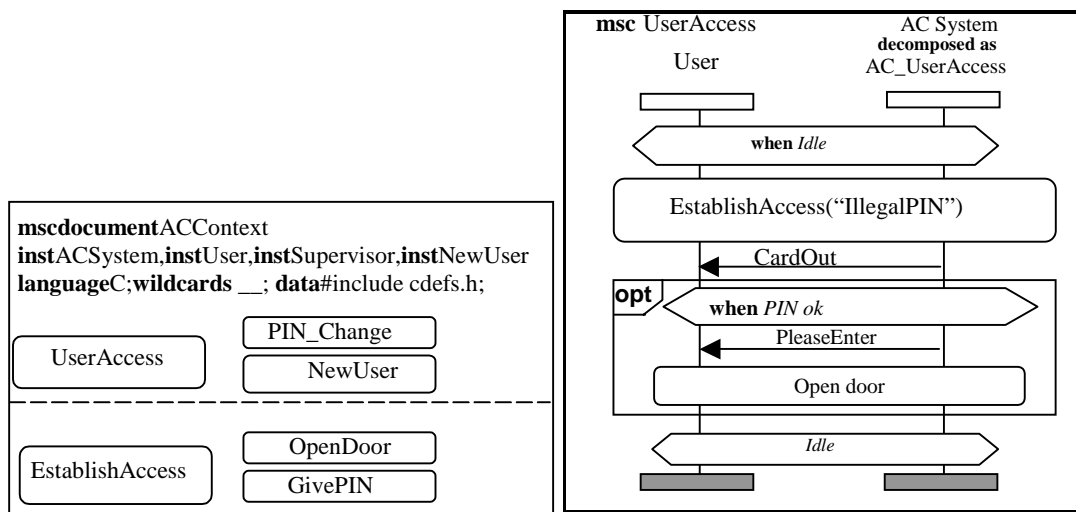 mscdocumentACContext
instACSystem,instUser,instSupervisor,instNewUser
languageC;wildcards __; data#include cdefs.h;
UserAccess
PIN_Change
NewUser
EstablishAccess
OpenDoor
GivePIN
msc UserAccess
User
AC System
decomposed as
AC_UserAccess
when Idle
EstablishAccess(“IllegalPIN”)
CardOut
opt
when PIN ok
PleaseEnter
Open door
Idle